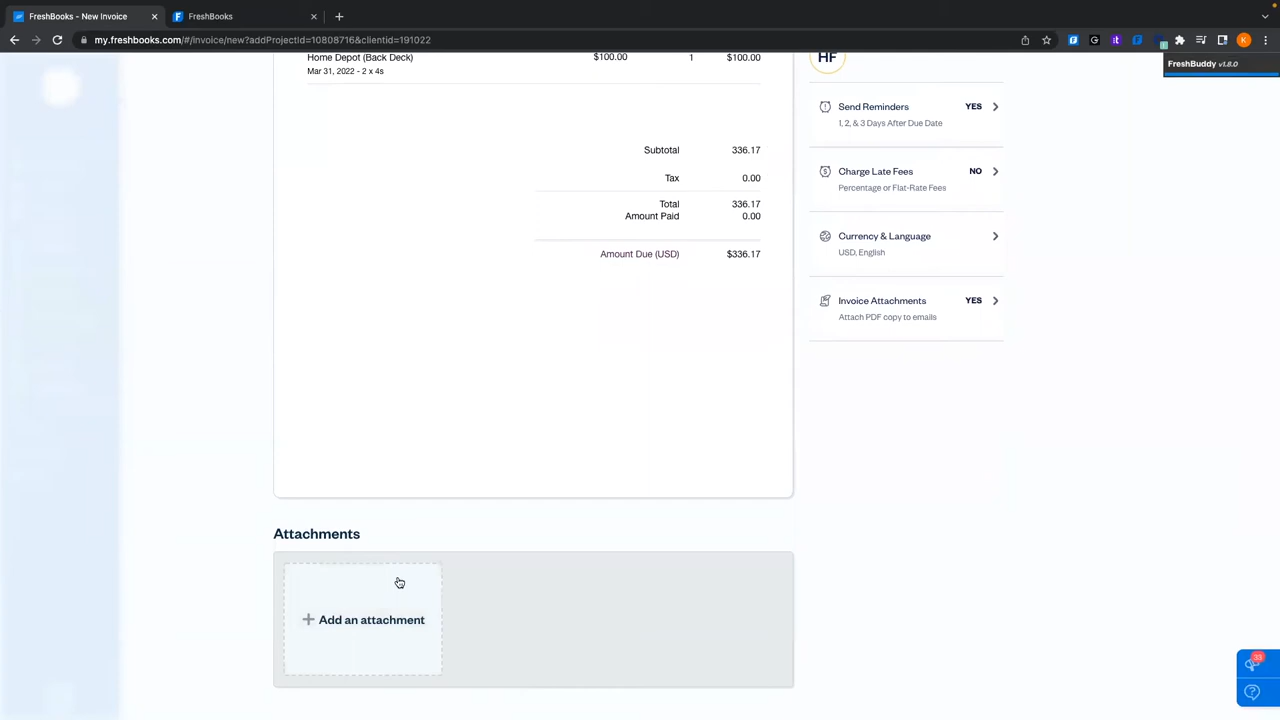 FreshBooks - New Invoice
FreshBooks
my.freshbooks.com/#/invoice/new?addProjectId=10808716&clientid=191022
FreshBuddy v1.8.0
Home Depot (Back Deck) $100.00 1 $100.00
Mar 31, 2022 - 2 x 4s
Subtotal 336.17
Tax 0.00
Total 336.17
Amount Paid 0.00
Amount Due (USD) $336.17
HF
Send Reminders YES
1, 2, & 3 Days After Due Date
Charge Late Fees NO
Percentage or Flat-Rate Fees
Currency & Language
USD, English
Invoice Attachments YES
Attach PDF copy to emails
Attachments
+ Add an attachment
33